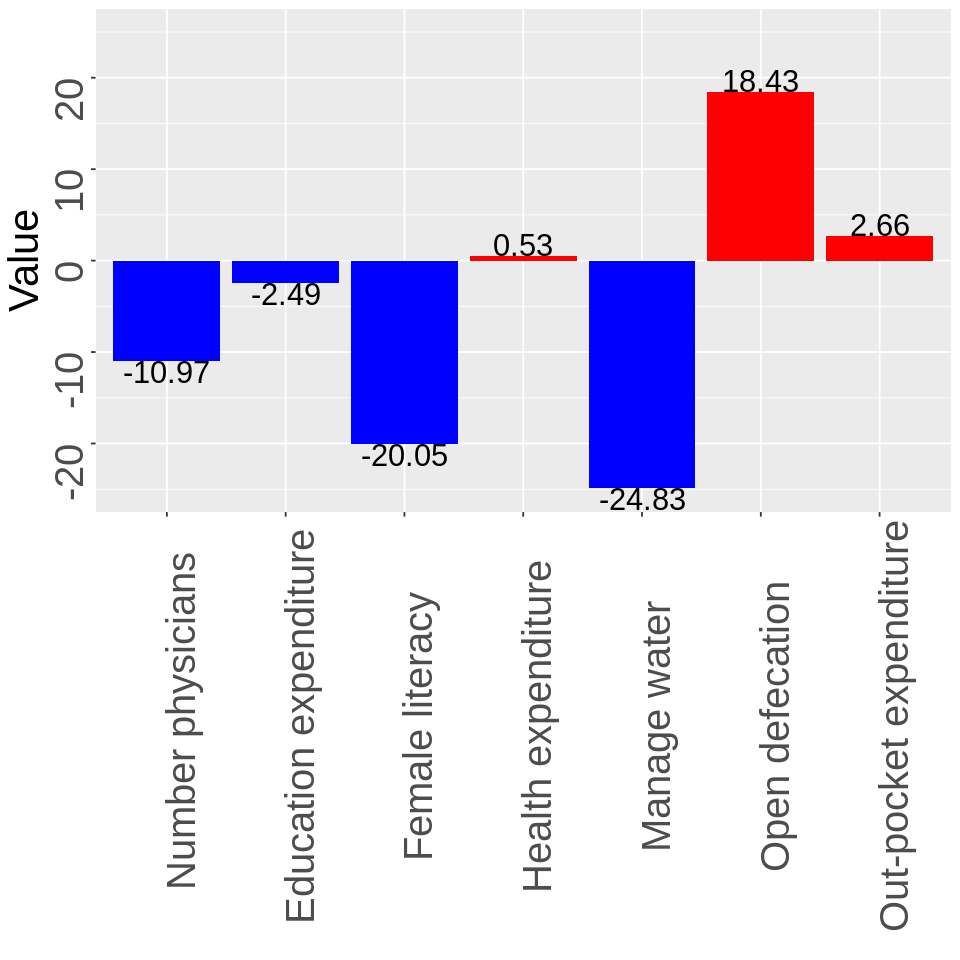 Value
20
10
0
-10
-20
-10.97
-2.49
-20.05
0.53
-24.83
18.43
2.66
Number physicians
Education expenditure
Female literacy
Health expenditure
Manage water
Open defecation
Out-pocket expenditure